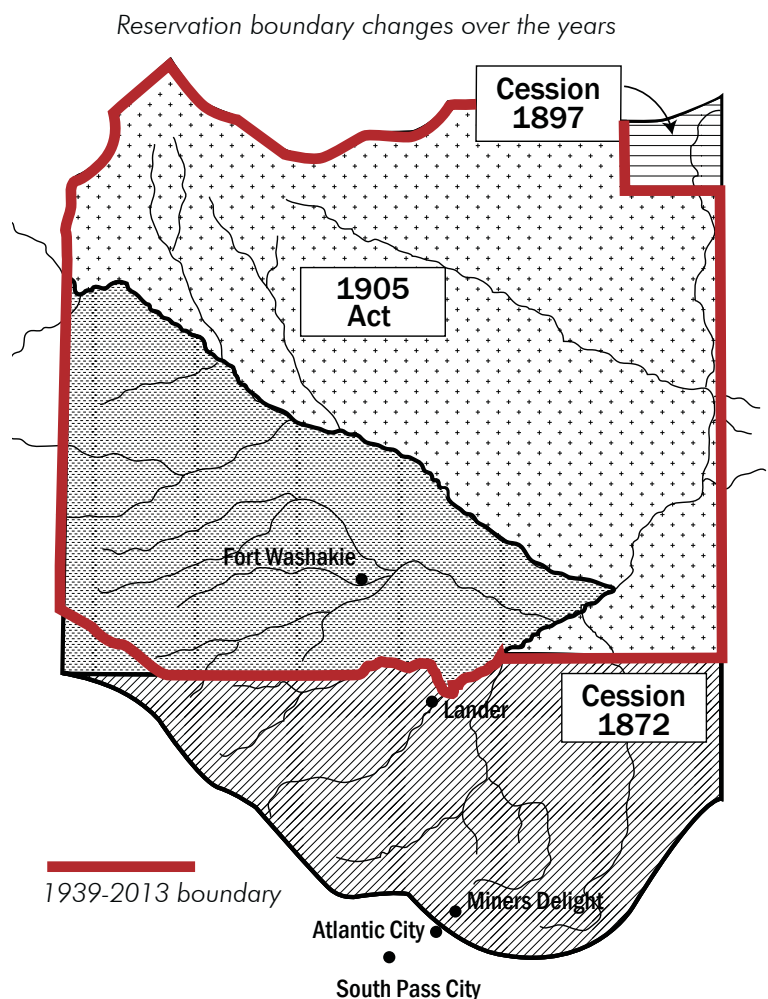 Reservation boundary changes over the years
Cession
1897
1905
Act
Fort Washakie
Lander
Cession
1872
1939-2013 boundary
Miners Delight
Atlantic City
South Pass City